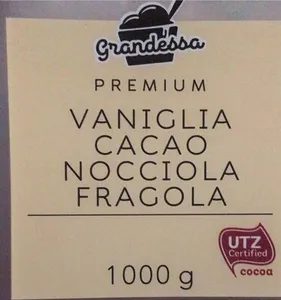 Grandessa
PREMIUM
VANIGLIA
CACAO
NOCCIOLA
FRAGOLA
UTZ
Certified
cocoa
1000 g